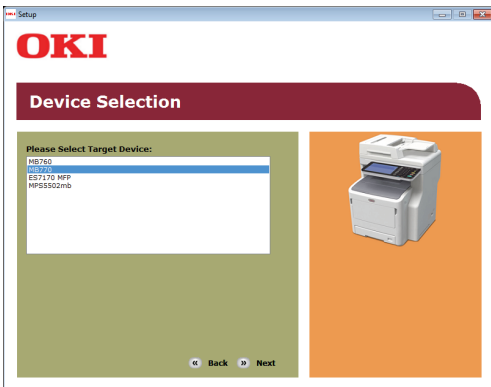 OKI Setup
OKI
Device Selection
Please Select Target Device:
MB760
MB770
ES7170 MFP
MPS5502mb
« Back » Next